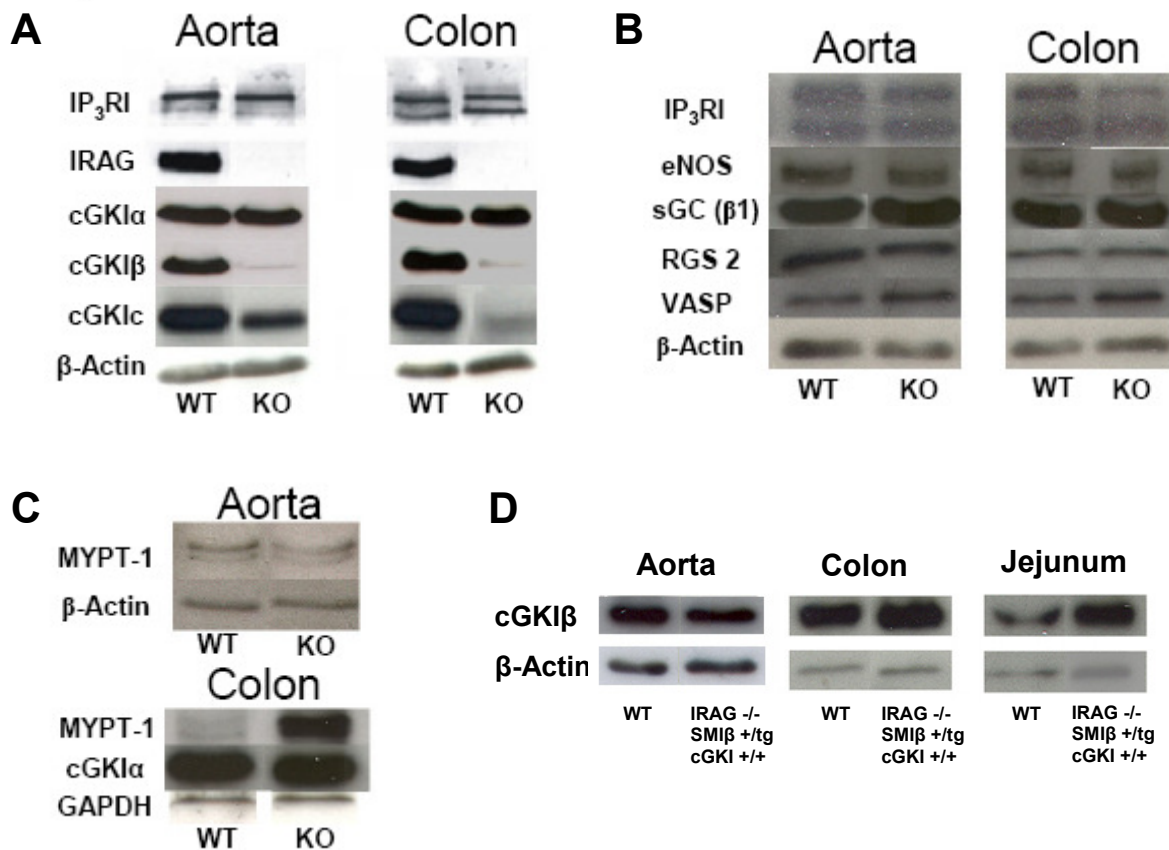 A
Aorta
Colon
IP3RI
IRAG
cGKIα
cGKIβ
cGKIc
β-Actin
WT KO
WT KO
B
Aorta
Colon
IP3RI
eNOS
sGC (β1)
RGS 2
VASP
β-Actin
WT KO
WT KO
C
Aorta
MYPT-1
β-Actin
WT KO
Colon
MYPT-1
cGKIα
GAPDH
WT KO
D
Aorta
Colon
Jejunum
cGKIβ
β-Actin
WT
IRAG -/-
SMIβ +/tg
cGKI +/+
WT
IRAG -/-
SMIβ +/tg
cGKI +/+
WT
IRAG -/-
SMIβ +/tg
cGKI +/+